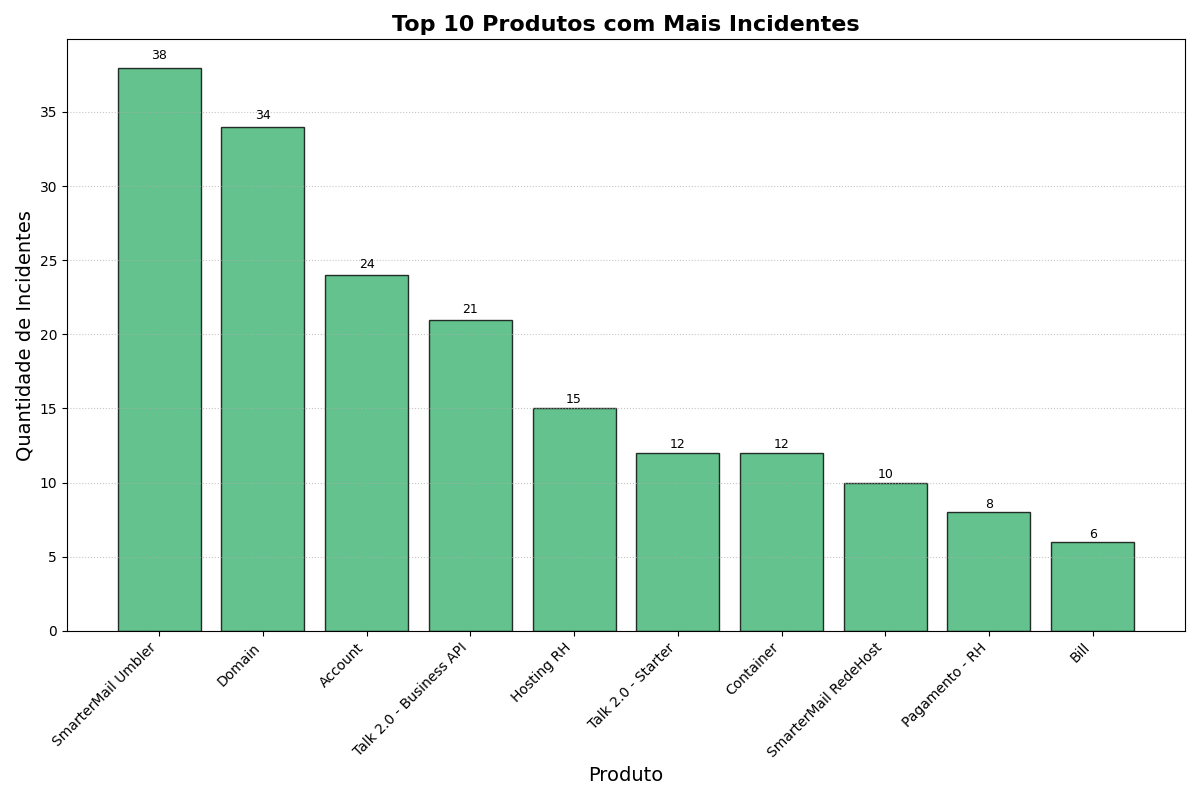 Top 10 Produtos com Mais Incidentes
Quantidade de Incidentes
35
30
25
20
15
10
5
0
38
34
24
21
15
12
12
10
8
6
SmarterMail Umbler
Domain
Account
Talk 2.0 - Business API
Hosting RH
Talk 2.0 - Starter
Container
SmarterMail RedeHost
Pagamento - RH
Bill
Produto